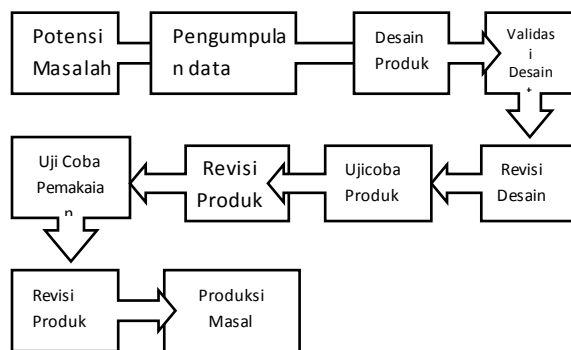 Potensi
Masalah
Pengumpula
n data
Desain
Produk
Validas
i
Desain
Uji Coba
Pemakaia
n
Revisi
Produk
Ujicoba
Produk
Revisi
Desain
Revisi
Produk
Produksi
Masal